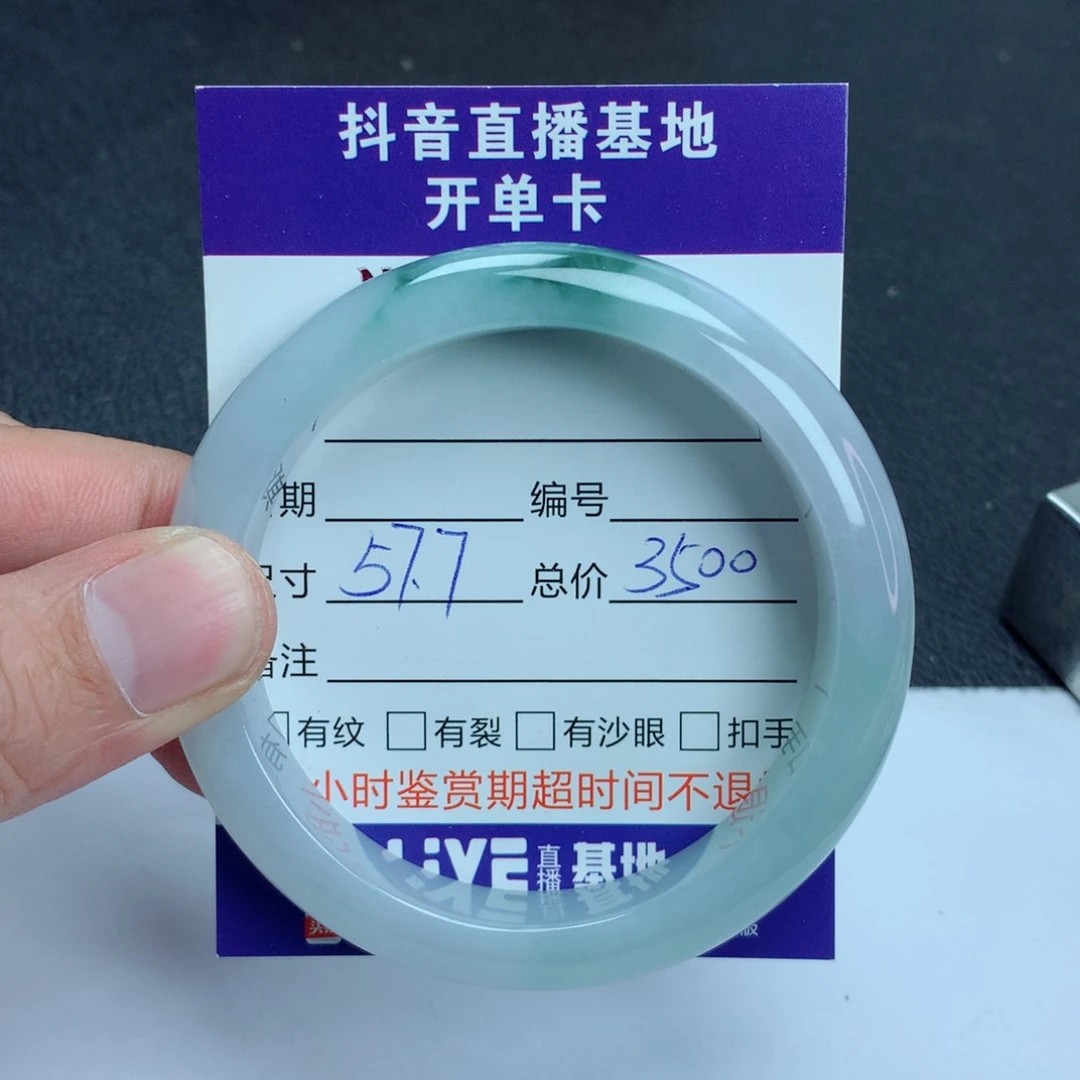 抖音直播基地
开单卡
期 编号
寸 57.7 总价 3500
注
有纹 有裂 有沙眼 扣手
小时鉴赏期超时间不退
LiVE 直播 基地